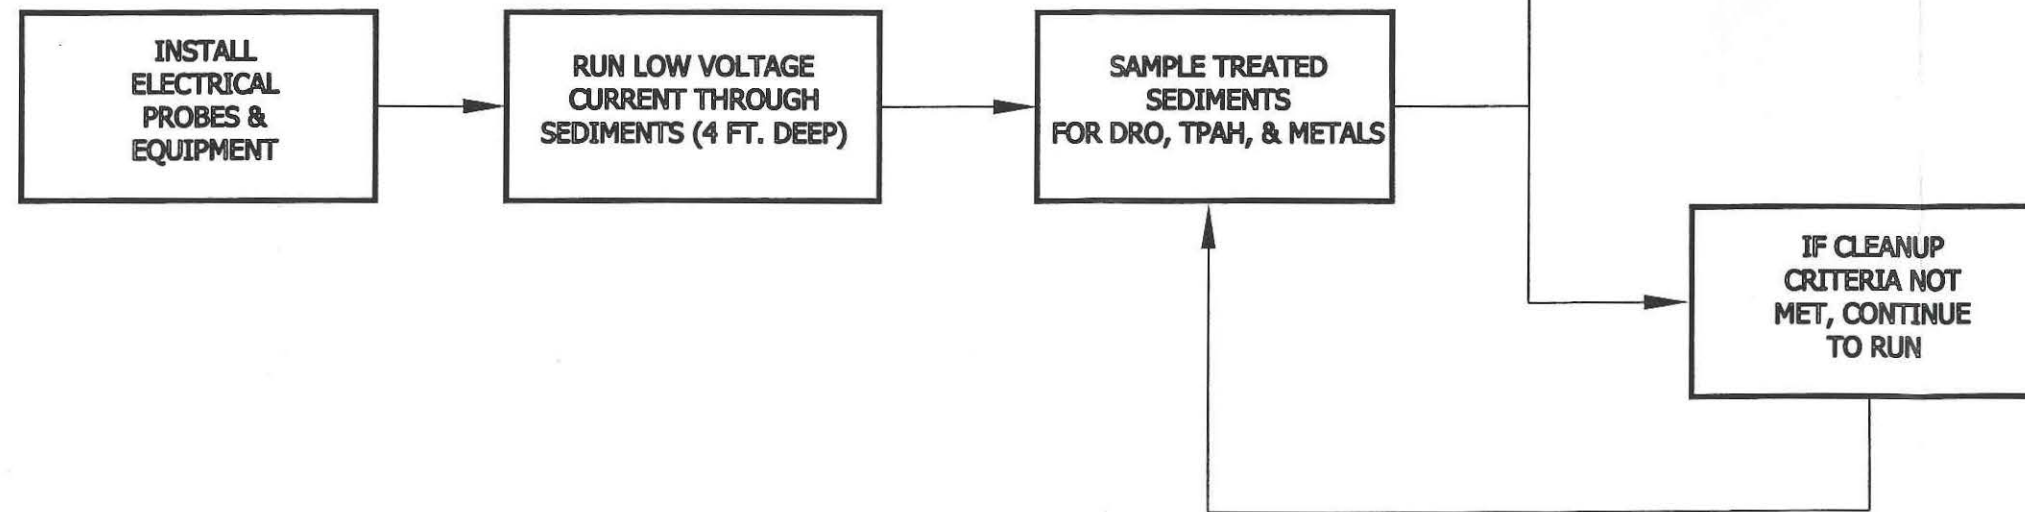 INSTALL
ELECTRICAL
PROBES &
EQUIPMENT
RUN LOW VOLTAGE
CURRENT THROUGH
SEDIMENTS (4 FT. DEEP)
SAMPLE TREATED
SEDIMENTS
FOR DRO, TPAH, & METALS
IF CLEANUP
CRITERIA NOT
MET, CONTINUE
TO RUN